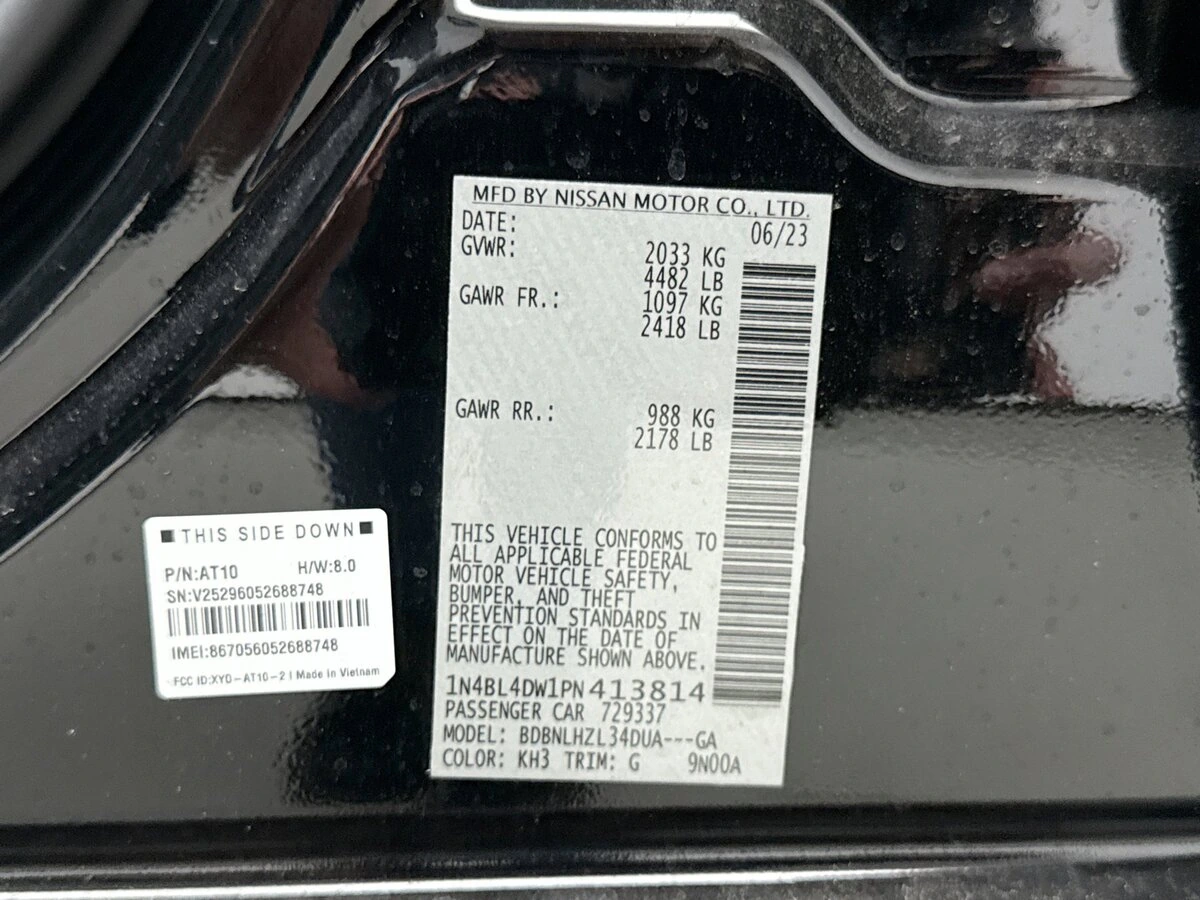 MFD BY NISSAN MOTOR CO., LTD.
DATE: 06/23
GVWR: 2033 KG
4482 LB
GAWR FR.: 1097 KG
2418 LB
GAWR RR.: 988 KG
2178 LB
THIS VEHICLE CONFORMS TO
ALL APPLICABLE FEDERAL
MOTOR VEHICLE SAFETY,
BUMPER, AND THEFT
PREVENTION STANDARDS IN
EFFECT ON THE DATE OF
MANUFACTURE SHOWN ABOVE.
1N4BL4DW1PN413814
PASSENGER CAR 729337
MODEL: BDBNLHZL34DUA---GA
COLOR: KH3 TRIM: G 9N00A
THIS SIDE DOWN
P/N:AT10 H/W:8.0
SN:V25296052688748
IMEI:867056052688748
FCC ID:XYD-AT10-2 | Made in Vietnam